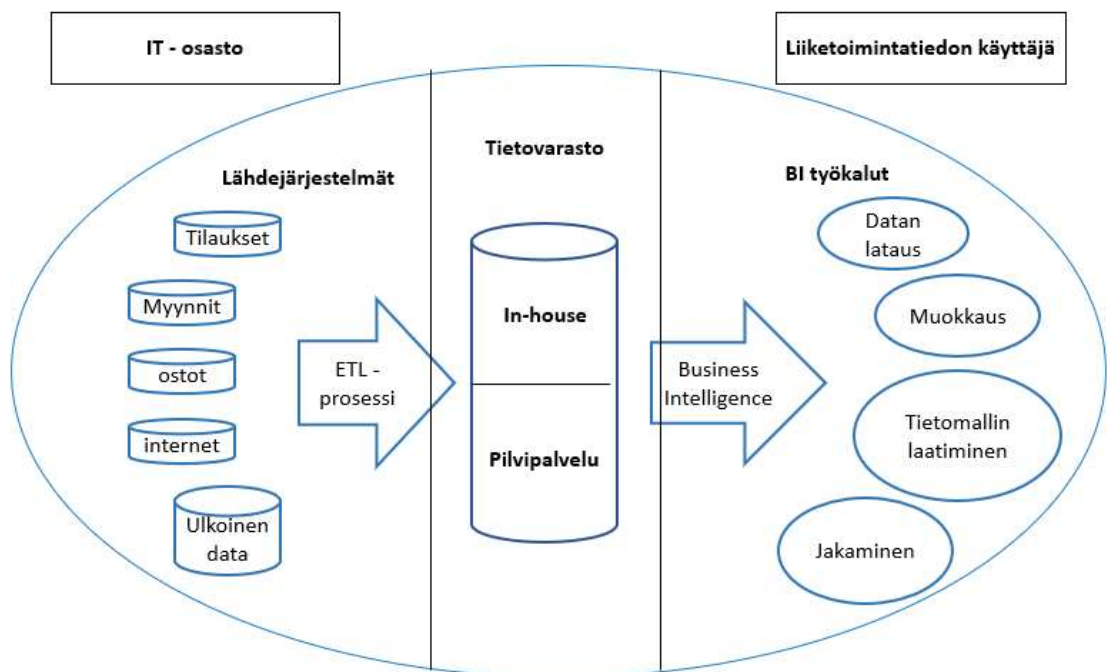 IT - osasto
Liiketoimintatiedon käyttäjä
Lähdejärjestelmät
Tilaukset
Myynnit
ostot
internet
Ulkoinen
data
ETL -
prosessi
Tietovarasto
In-house
Pilvipalvelu
Business
Intelligence
BI työkalut
Datan
lataus
Muokkaus
Tietomallin
laatiminen
Jakaminen